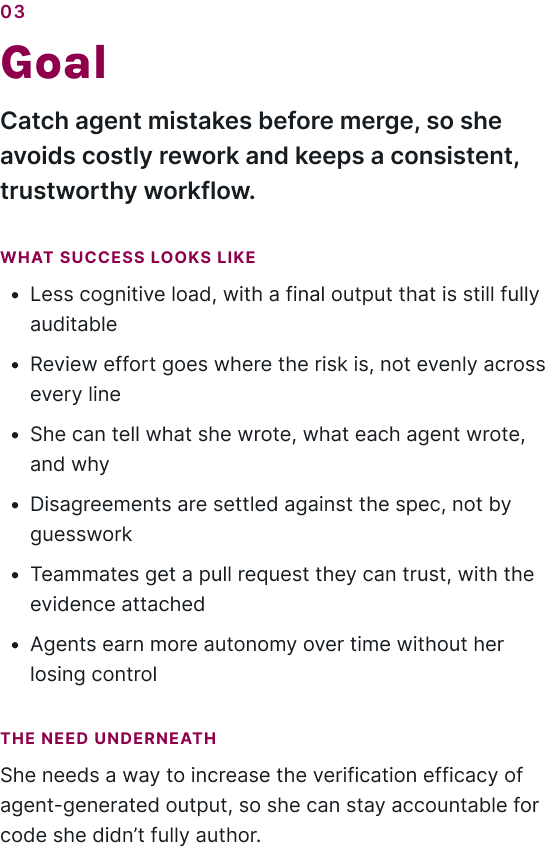 03
Goal
Catch agent mistakes before merge, so she
avoids costly rework and keeps a consistent,
trustworthy workflow.
WHAT SUCCESS LOOKS LIKE
• Less cognitive load, with a final output that is still fully
auditable
• Review effort goes where the risk is, not evenly across
every line
• She can tell what she wrote, what each agent wrote,
and why
• Disagreements are settled against the spec, not by
guesswork
• Teammates get a pull request they can trust, with the
evidence attached
• Agents earn more autonomy over time without her
losing control
THE NEED UNDERNEATH
She needs a way to increase the verification efficacy of
agent-generated output, so she can stay accountable for
code she didn’t fully author.